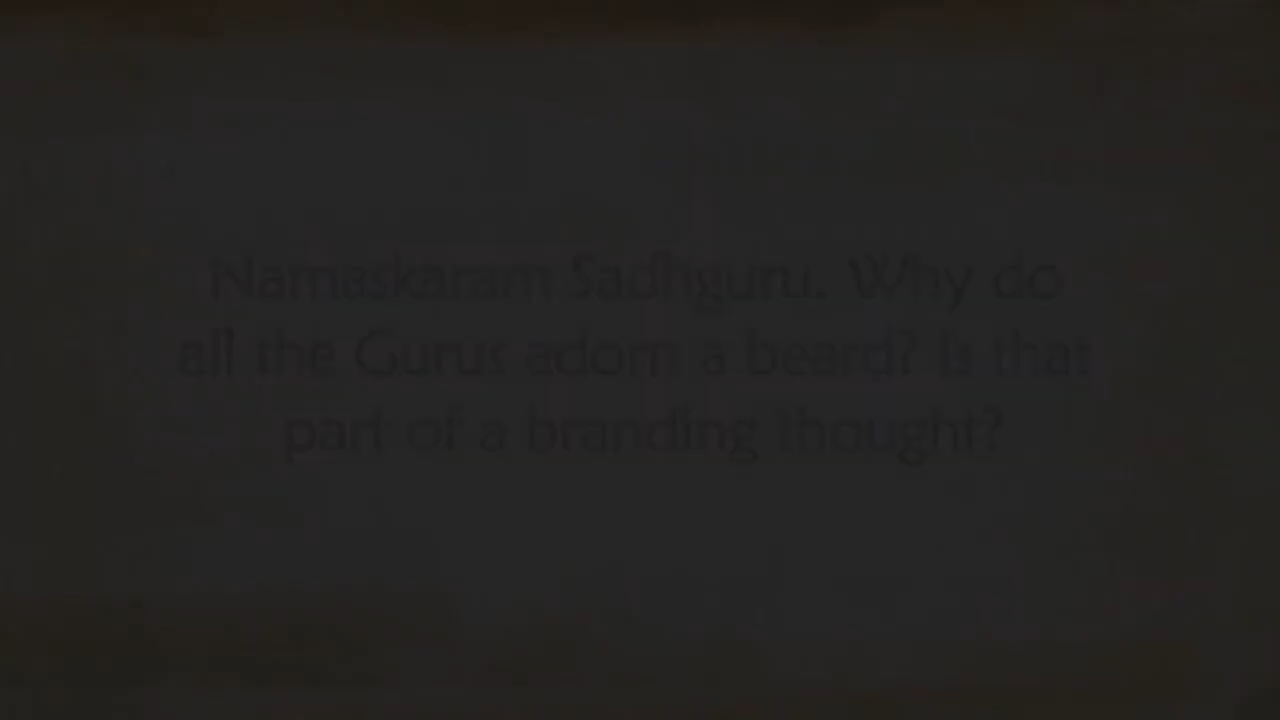 Namaskaram Sadhguru. Why do
all the Gurus adorn a beard? Is that
part of a branding thought?